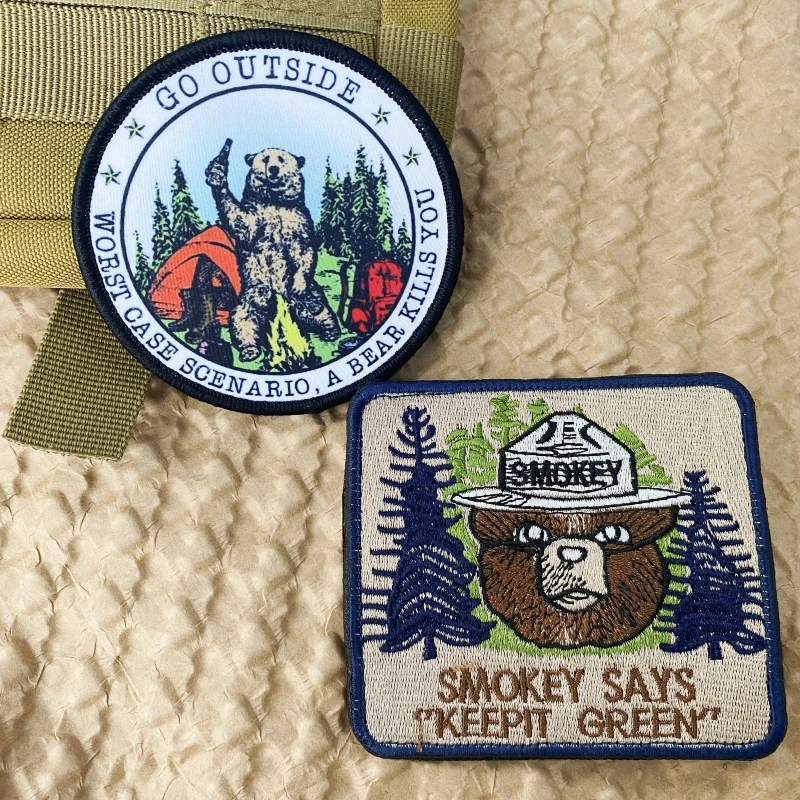 GO OUTSIDE
WORST CASE SCENARIO, A BEAR KILLS YOU
SMOKEY
SMOKEY SAYS
"KEEPIT GREEN"